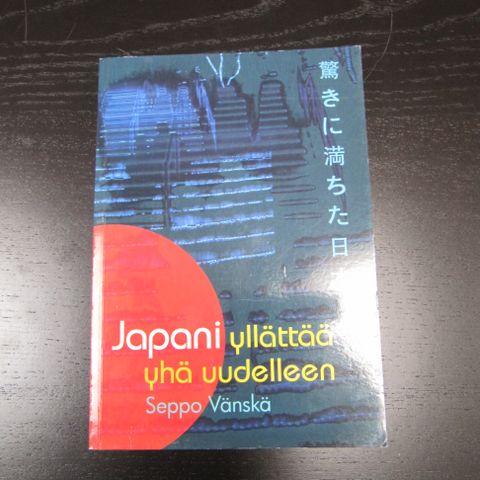 驚きに満ちた日
Japani yllättää
yhä uudelleen
Seppo Vänskä